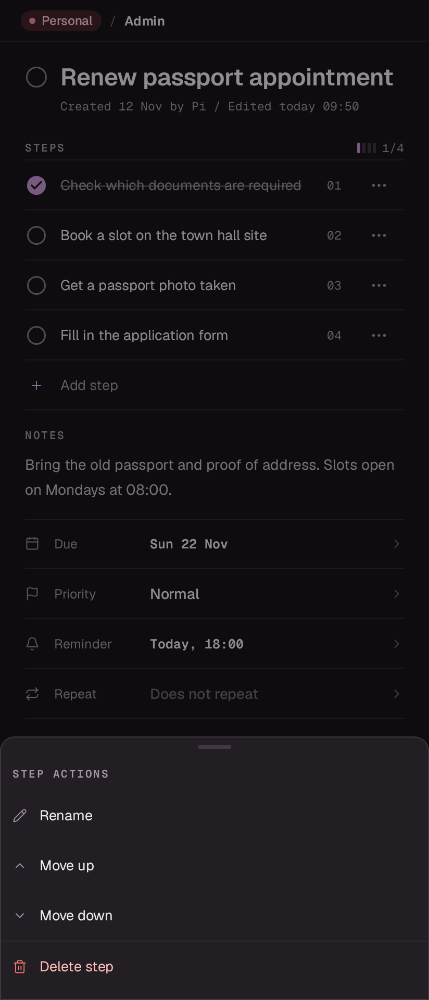 Personal / Admin
Renew passport appointment
Created 12 Nov by Pi / Edited today 09:50
STEPS 1/4
Check which documents are required 01
Book a slot on the town hall site 02
Get a passport photo taken 03
Fill in the application form 04
Add step
NOTES
Bring the old passport and proof of address. Slots open
on Mondays at 08:00.
Due Sun 22 Nov
Priority Normal
Reminder Today, 18:00
Repeat Does not repeat
STEP ACTIONS
Rename
Move up
Move down
Delete step